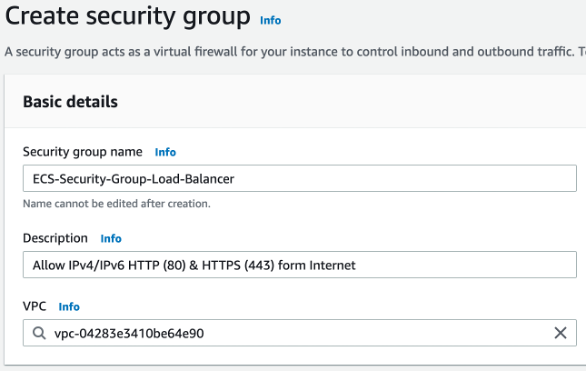 Create security group Info
A security group acts as a virtual firewall for your instance to control inbound and outbound traffic.
Basic details
Security group name Info
ECS-Security-Group-Load-Balancer
Name cannot be edited after creation.
Description Info
Allow IPv4/IPv6 HTTP (80) & HTTPS (443) form Internet
VPC Info
vpc-04283e3410be64e90